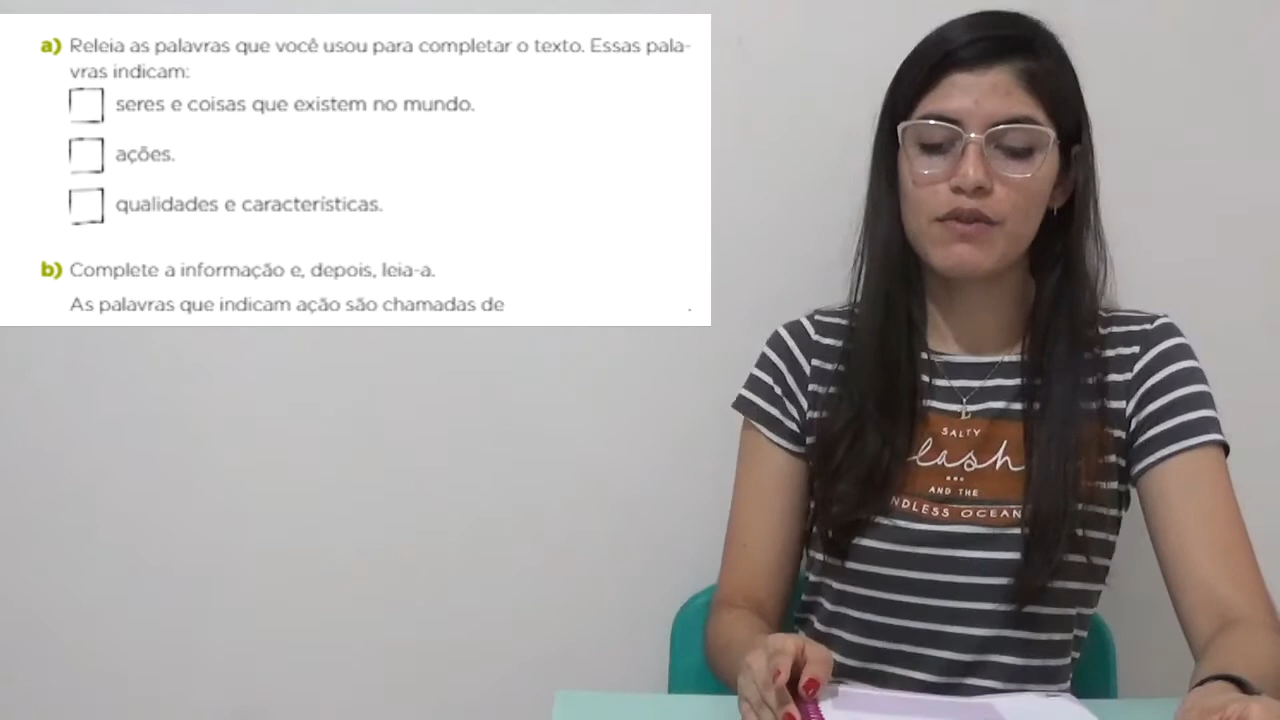 a) Releia as palavras que você usou para completar o texto. Essas pala-
vras indicam:
seres e coisas que existem no mundo.
ações.
qualidades e características.
b) Complete a informação e, depois, leia-a.
As palavras que indicam ação são chamadas de .
SALTY
AND THE
OCEAN